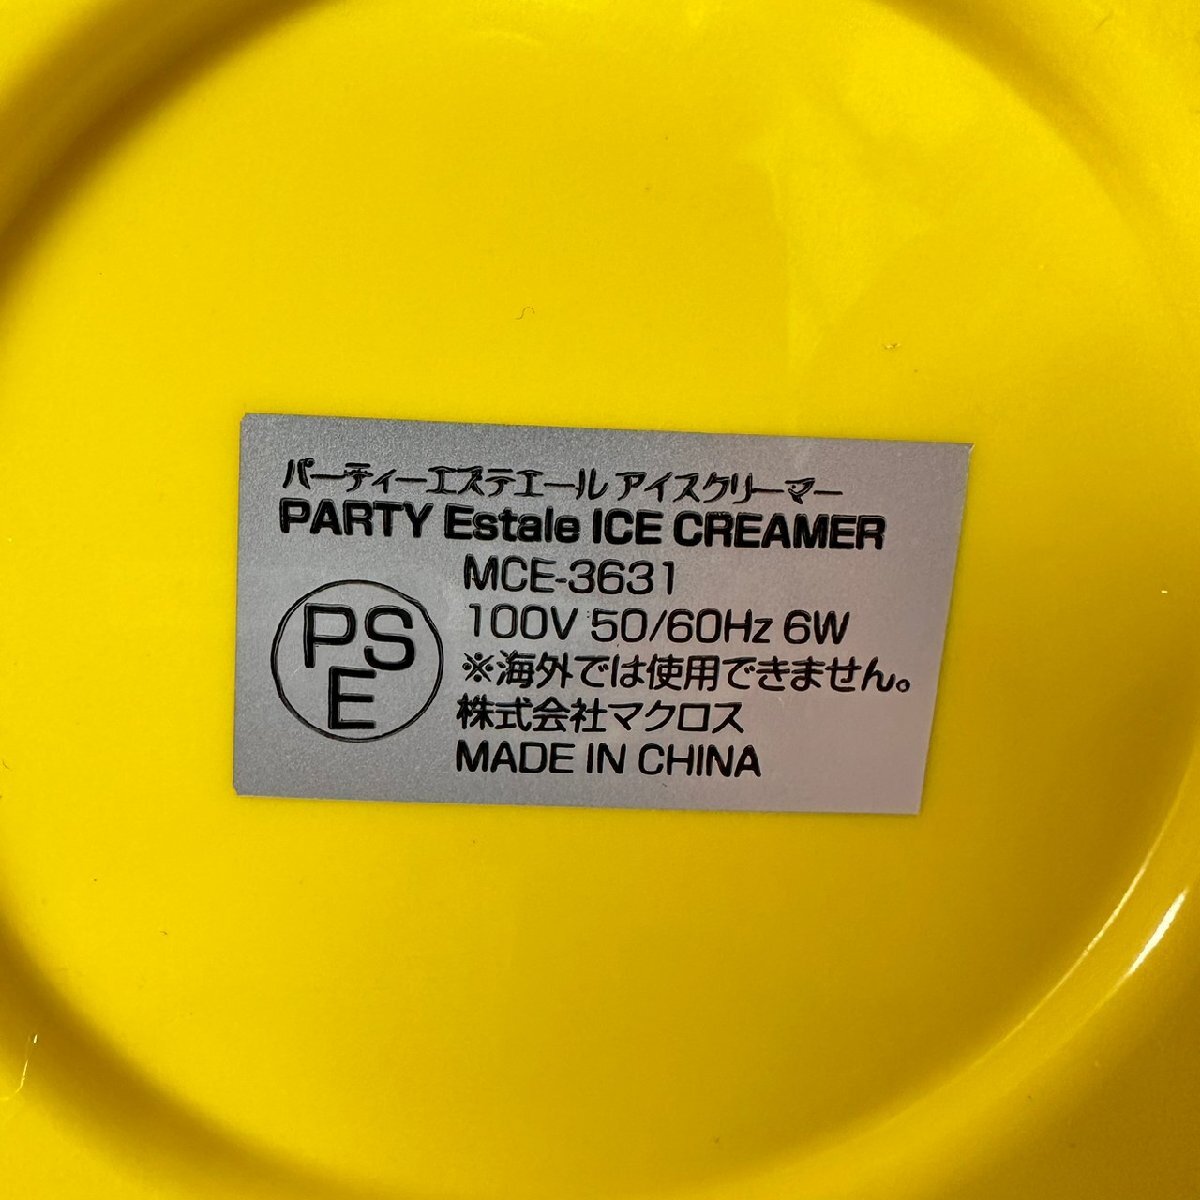 パーティーエステエール アイスクリーマー
PARTY Estale ICE CREAMER
MCE-3631
100V 50/60Hz 6W
※海外では使用できません。
株式会社マクロス
MADE IN CHINA
PS
E